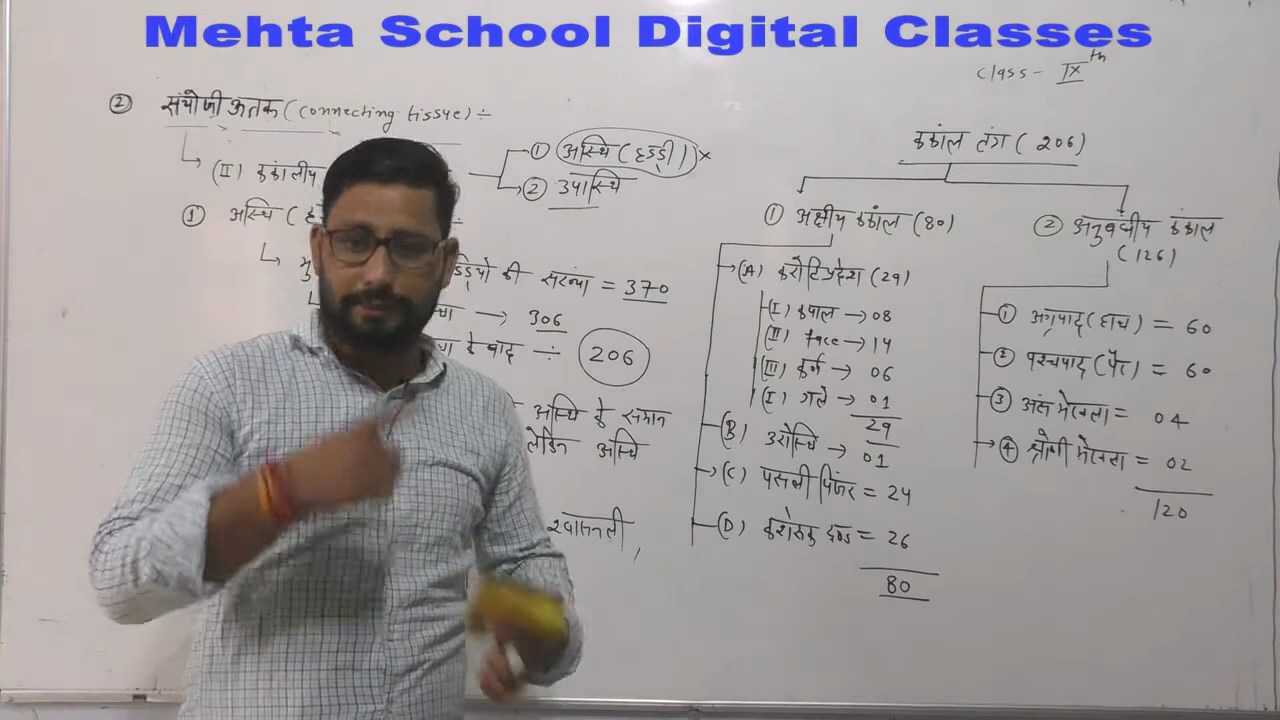 Mehta School Digital Classes
Class - IXth
② संयोजी ऊतक (connecting tissue) ÷
(II) कंकालीय
① अस्थि (हड्डी) ×
② उपास्थि
① अस्थि (ह
ड्डियो की संख्या = 370
→ 306
के बाद ÷ 206
अस्थि के समान
लेकिन अस्थि
श्वासनली,
कंकाल तंत्र (206)
① अक्षीय कंकाल (80)
(A) करोटिप्रदेश (29)
(I) कपाल → 08
(II) face → 14
(III) कर्ण → 06
(I) गले → 01
29
(B) उरोस्थि → 01
(C) पसली पिंजर = 24
(D) कशेरुक दण्ड = 26
80
② अनुबंधीय कंकाल
(126)
① अग्रपाद (हाथ) = 60
② पश्चपाद (पैर) = 60
③ अंस मेखला = 04
④ श्रोणी मेखला = 02
120